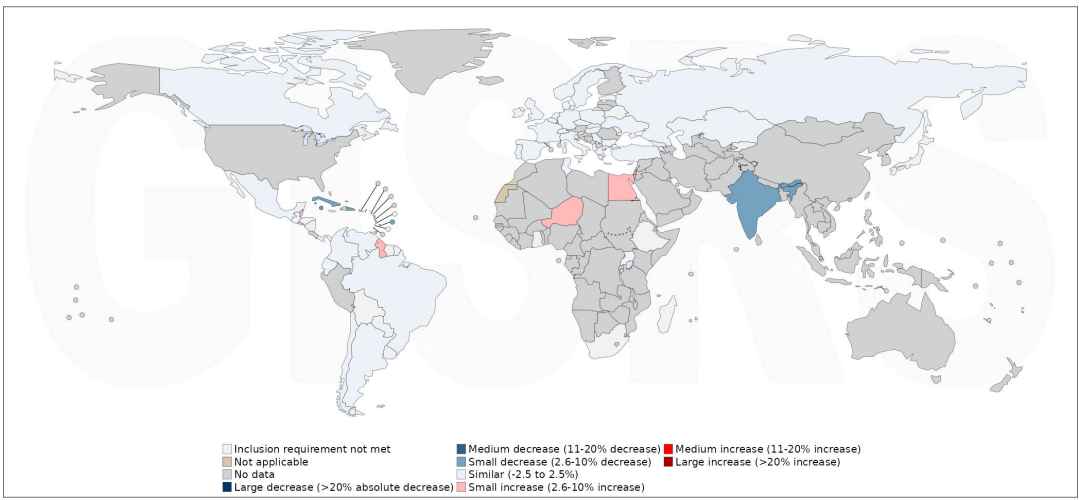 GISRS
Inclusion requirement not met
Not applicable
No data
Large decrease (>20% absolute decrease)
Medium decrease (11-20% decrease)
Small decrease (2.6-10% decrease)
Similar (-2.5 to 2.5%)
Small increase (2.6-10% increase)
Medium increase (11-20% increase)
Large increase (>20% increase)